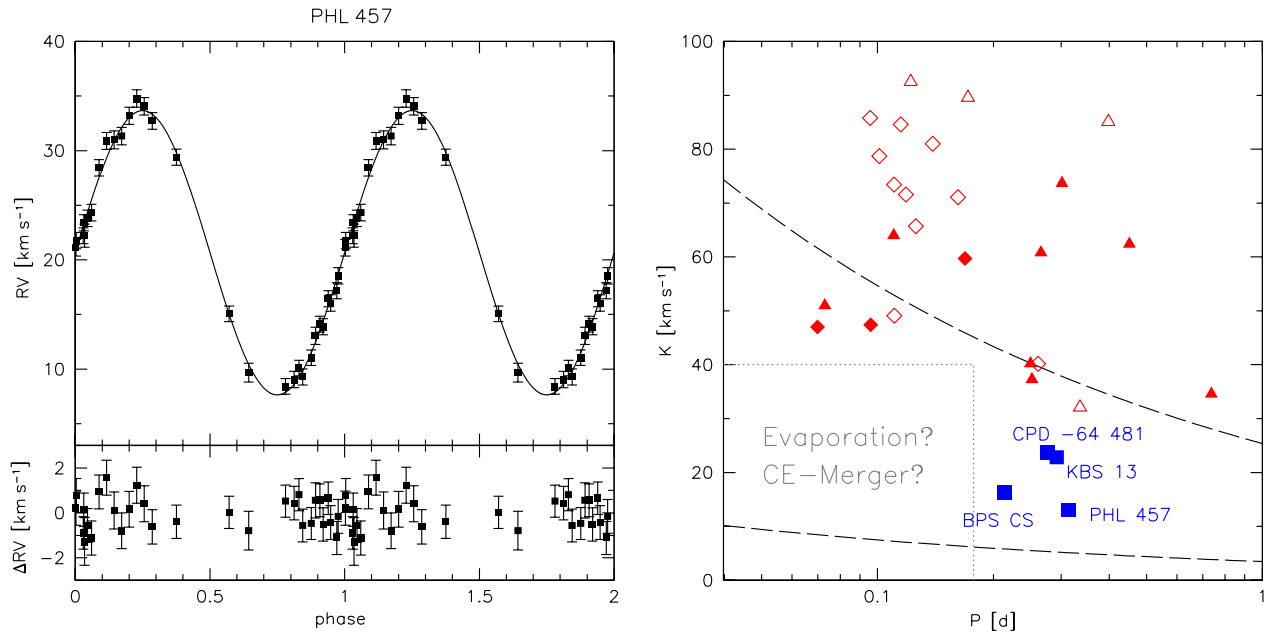 PHL 457
40
30
20
10
RV [km s⁻¹]
2
0
−2
ΔRV [km s⁻¹]
0
0.5
1
1.5
2
phase
100
80
60
40
20
0
K [km s⁻¹]
CPD −64 481
Evaporation?
CE−Merger?
KBS 13
BPS CS
PHL 457
0.1
1
P [d]